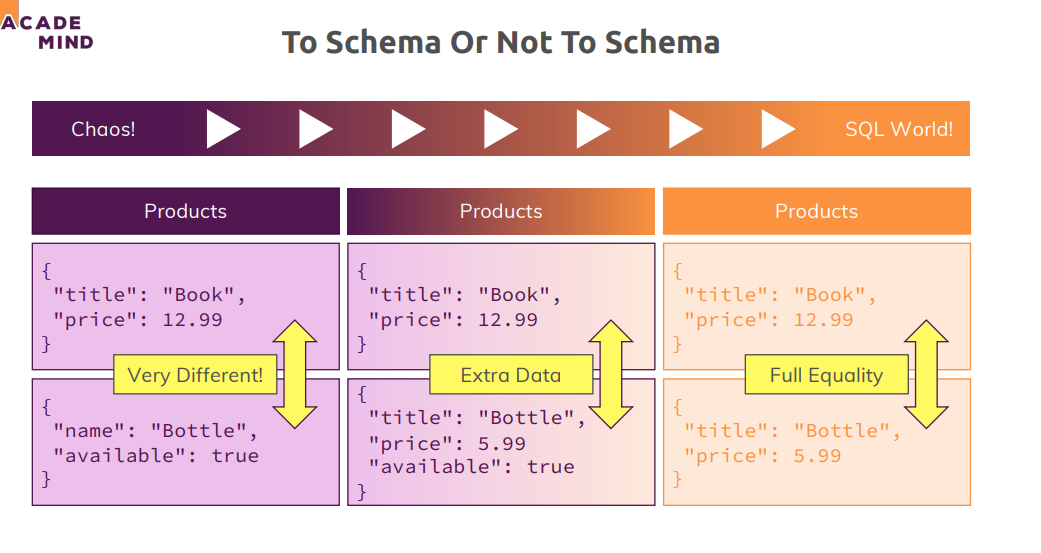 ACADE
MIND
To Schema Or Not To Schema
Chaos!
SQL World!
Products
{
"title": "Book",
"price": 12.99
}
Very Different!
{
"name": "Bottle",
"available": true
}
Products
{
"title": "Book",
"price": 12.99
}
Extra Data
{
"title": "Bottle",
"price": 5.99
"available": true
}
Products
{
"title": "Book",
"price": 12.99
}
Full Equality
{
"title": "Bottle",
"price": 5.99
}